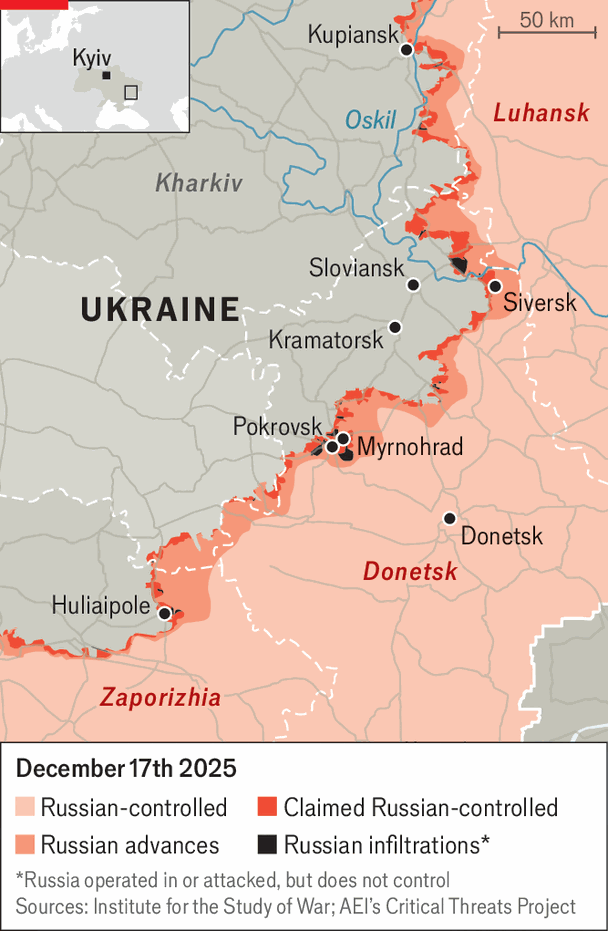 Kyiv
50 km
Kupiansk
Luhansk
Oskil
Kharkiv
Sloviansk
Siversk
UKRAINE
Kramatorsk
Pokrovsk
Myrnohrad
Donetsk
Donetsk
Huliaipole
Zaporizhia
December 17th 2025
Russian-controlled
Claimed Russian-controlled
Russian advances
Russian infiltrations*
*Russia operated in or attacked, but does not control
Sources: Institute for the Study of War; AEI's Critical Threats Project